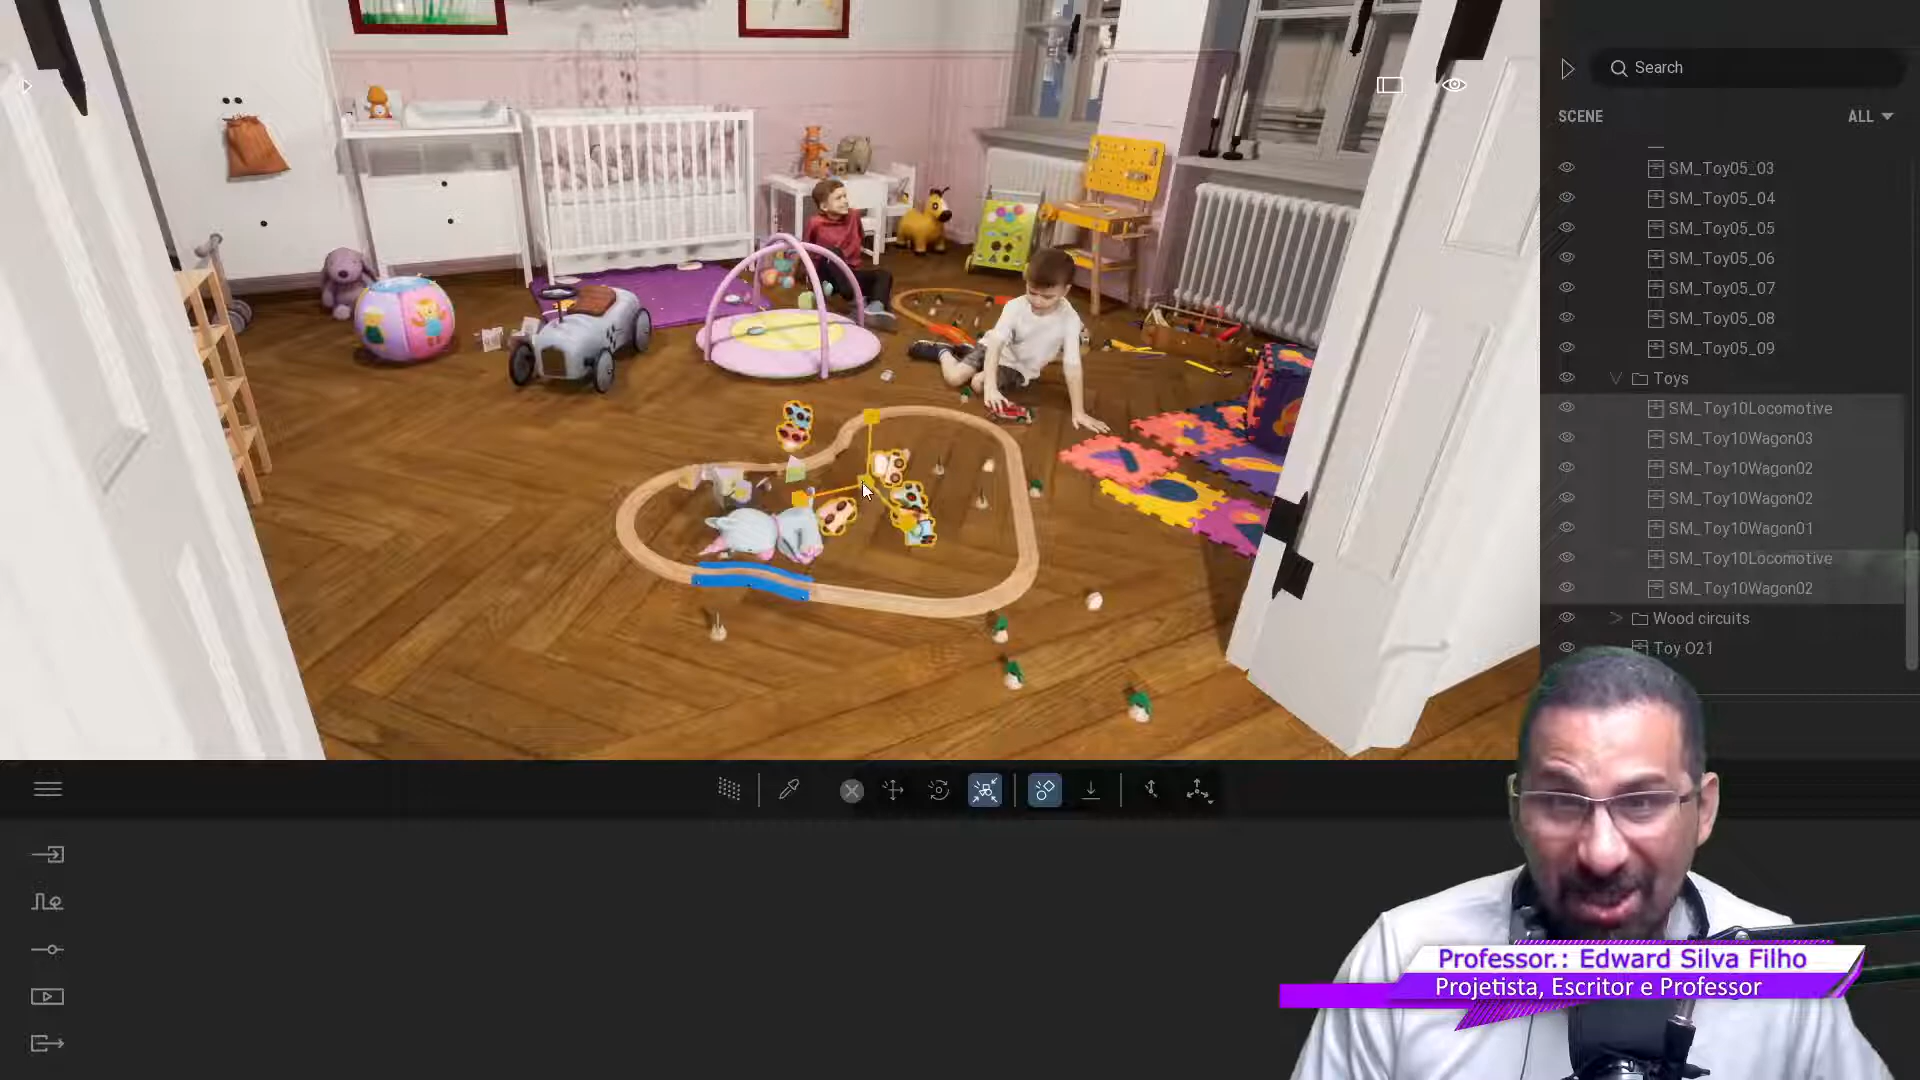 Search
SCENE
ALL
SM_Toy05_03
SM_Toy05_04
SM_Toy05_05
SM_Toy05_06
SM_Toy05_07
SM_Toy05_08
SM_Toy05_09
Toys
SM_Toy10Locomotive
SM_Toy10Wagon03
SM_Toy10Wagon02
SM_Toy10Wagon02
SM_Toy10Wagon01
SM_Toy10Locomotive
SM_Toy10Wagon02
Wood circuits
Toy O21
Professor.: Edward Silva Filho
Projetista, Escritor e Professor